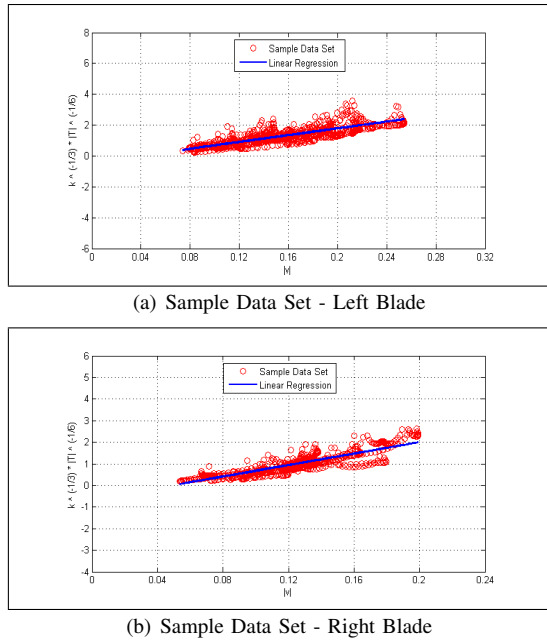 8
6
4
2
0
-2
-4
-6
k ^ (-1/3) * |T| ^ (-1/6)
Sample Data Set
Linear Regression
0 0.04 0.08 0.12 0.16 0.2 0.24 0.28 0.32
|v|
(a) Sample Data Set - Left Blade
6
5
4
3
2
1
0
-1
-2
-3
-4
k ^ (-1/3) * |T| ^ (-1/6)
Sample Data Set
Linear Regression
0 0.04 0.08 0.12 0.16 0.2 0.24
|v|
(b) Sample Data Set - Right Blade